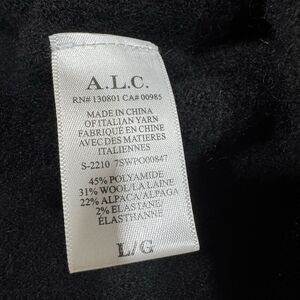 A.L.C.
RN# 130801 CA# 00985
MADE IN CHINA
OF ITALIAN YARN
FABRIQUÉ EN CHINE
AVEC DES MATIERES
ITALIENNES
S-2210 7SWPO00847
45% POLYAMIDE
31% WOOL/LA LAINE
22% ALPACA/ALPAGA
2% ELASTANE/
ÉLASTHANNE
L/G